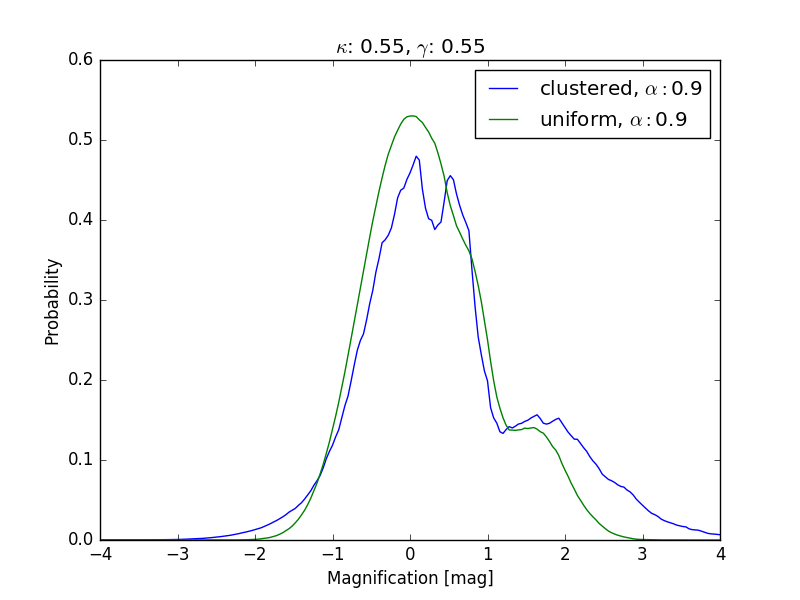 κ: 0.55, γ: 0.55
0.6
clustered, α:0.9
uniform, α:0.9
0.5
0.4
0.3
0.2
0.1
0.0
Probability
−4 −3 −2 −1 0 1 2 3 4
Magnification [mag]